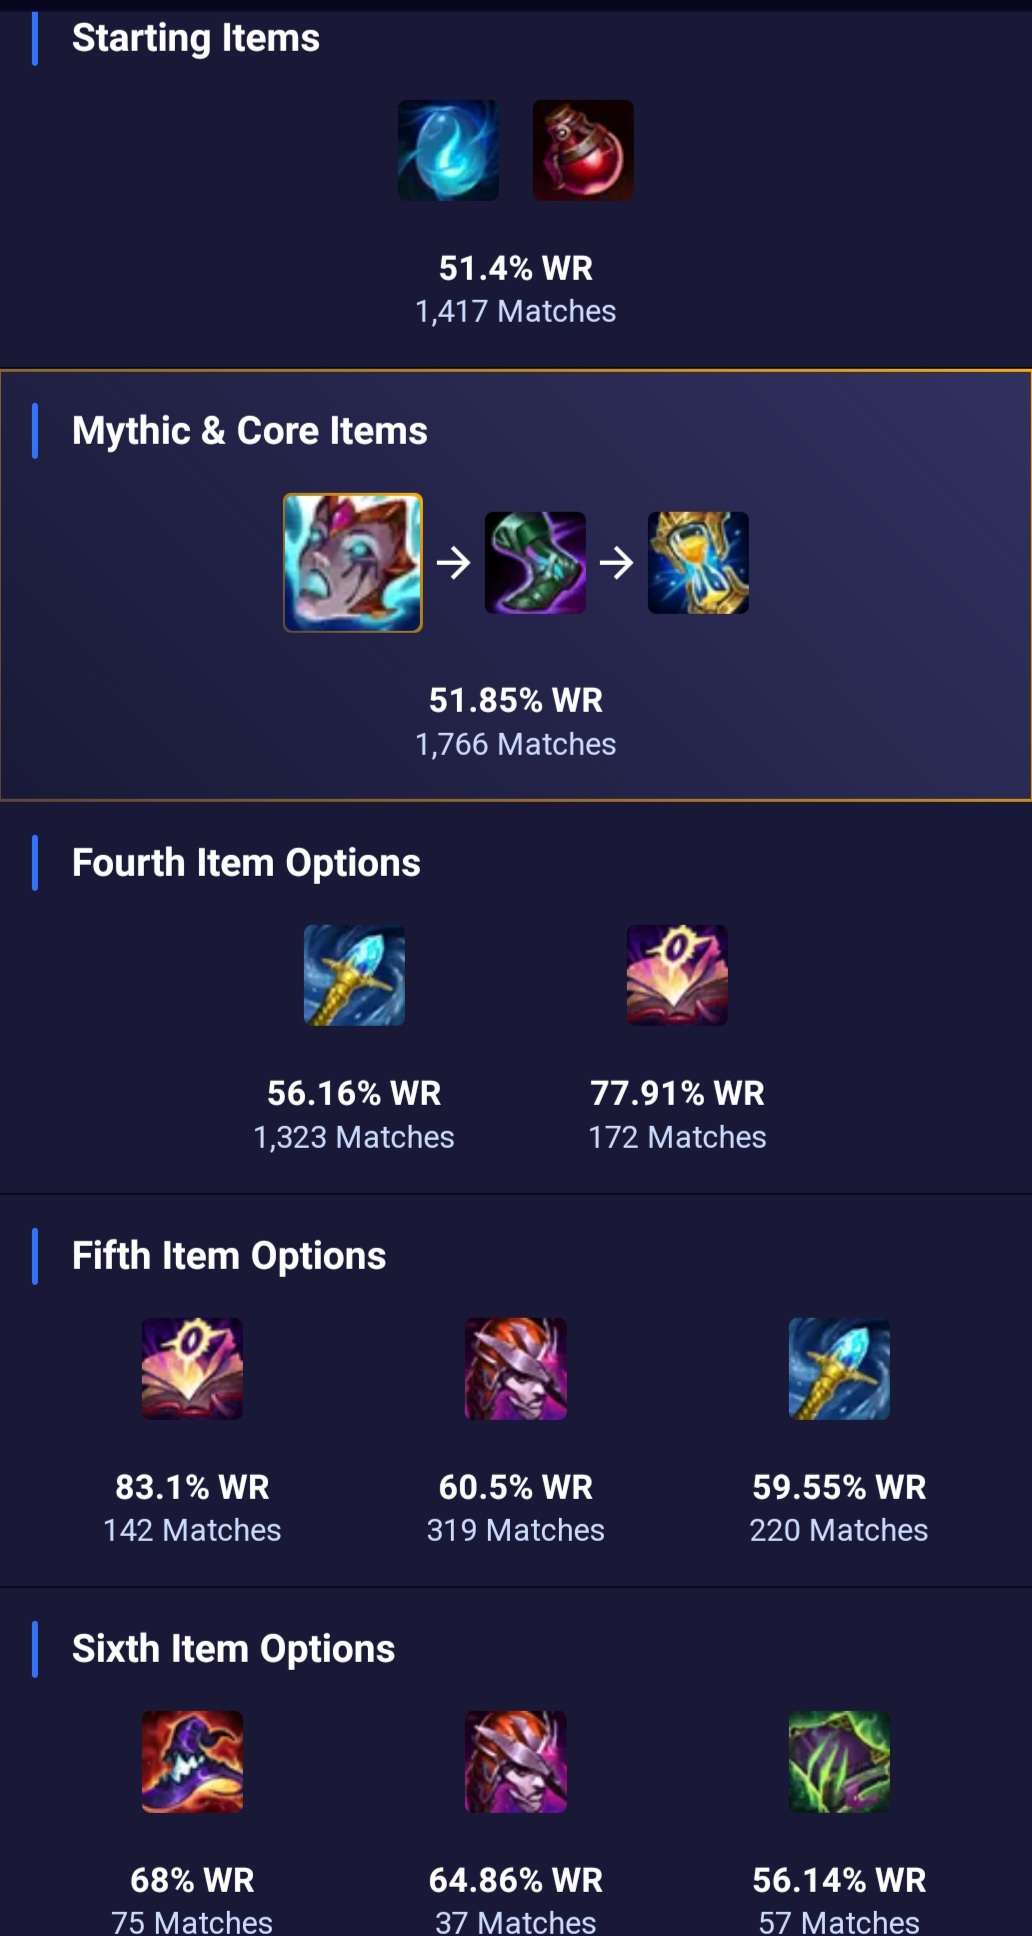 Starting Items
51.4% WR
1,417 Matches
Mythic & Core Items
51.85% WR
1,766 Matches
Fourth Item Options
56.16% WR 77.91% WR
1,323 Matches 172 Matches
Fifth Item Options
83.1% WR 60.5% WR 59.55% WR
142 Matches 319 Matches 220 Matches
Sixth Item Options
68% WR 64.86% WR 56.14% WR
75 Matches 37 Matches 57 Matches